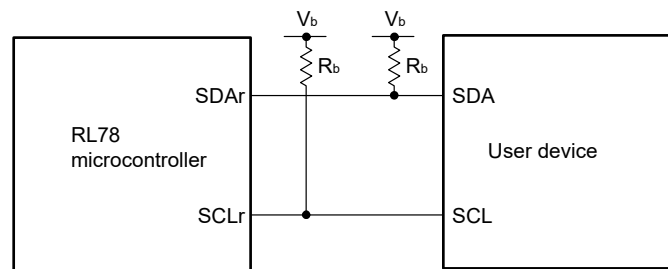 Vb Vb
Rb Rb
SDAr SDA
RL78
microcontroller
User device
SCLr SCL